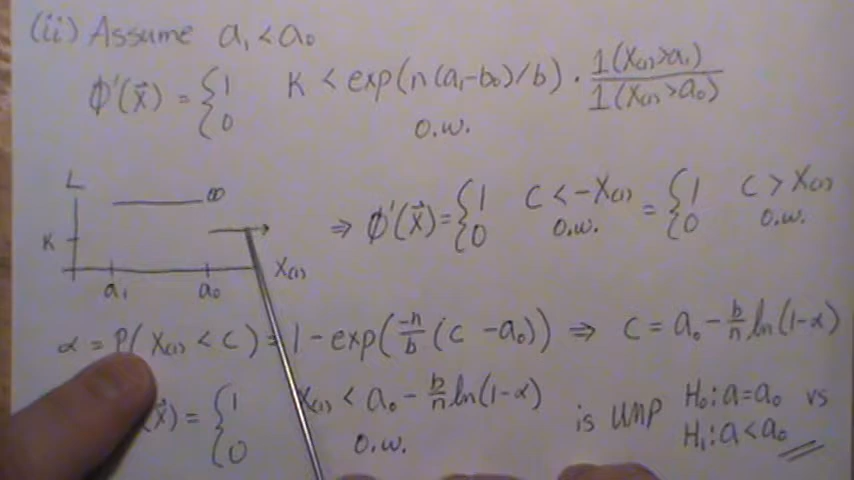 (ii) Assume a₁ < a₀
ϕ'(x⃗) = { 1 K < exp(n(a₁-b₀)/b) · 1(X₍₁₎>a₁) / 1(X₍₁₎>a₀)
0 o.w.
L
∞
K
a₁ a₀ X₍₁₎
⇒ ϕ'(x⃗) = { 1 C < -X₍₁₎ = { 1 C > X₍₁₎
0 o.w. 0 o.w.
α = P(X₍₁₎ < C) = 1 - exp(-n/b (C - a₀)) ⇒ C = a₀ - b/n ln(1-α)
(x⃗) = { 1 X₍₁₎ < a₀ - b/n ln(1-α) is UMP H₀: a = a₀ vs
0 o.w. H₁: a < a₀